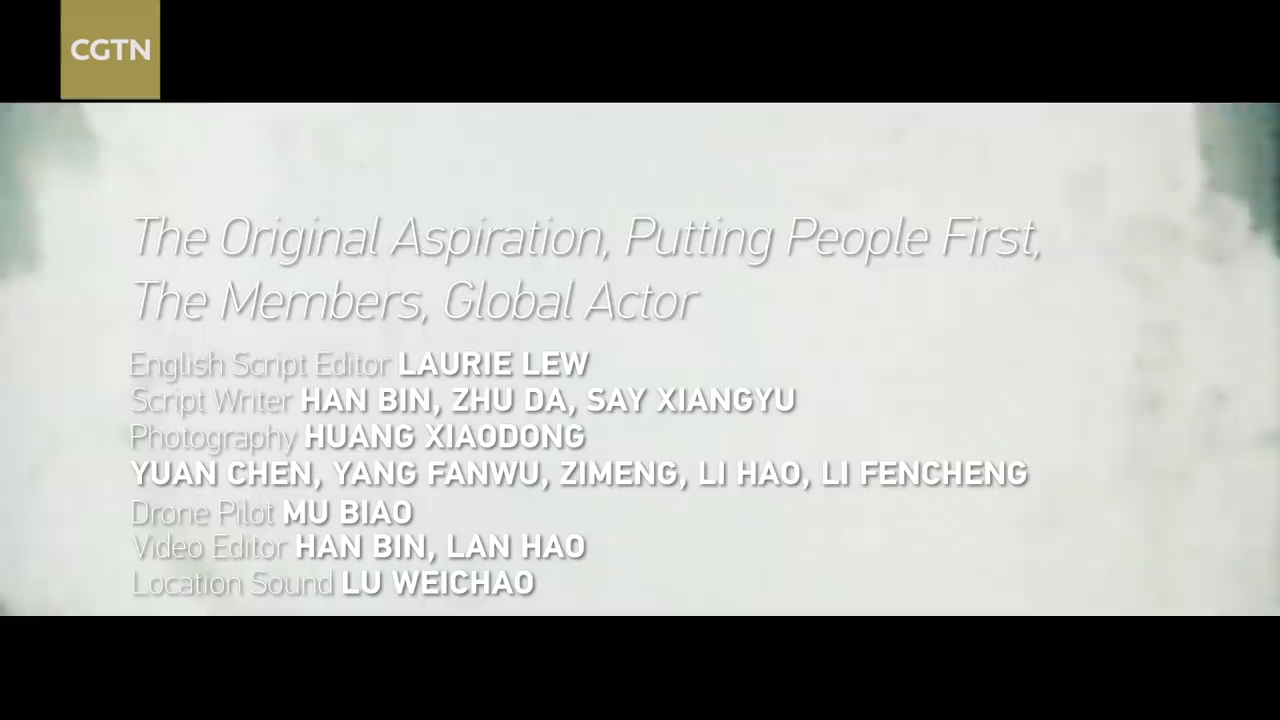 CGTN
The Original Aspiration, Putting People First,
The Members, Global Actor
English Script Editor LAURIE LEW
Script Writer HAN BIN, ZHU DA, SAY XIANGYU
Photography HUANG XIAODONG
YUAN CHEN, YANG FANWU, ZIMENG, LI HAO, LI FENCHENG
Drone Pilot MU BIAO
Video Editor HAN BIN, LAN HAO
Location Sound LU WEICHAO